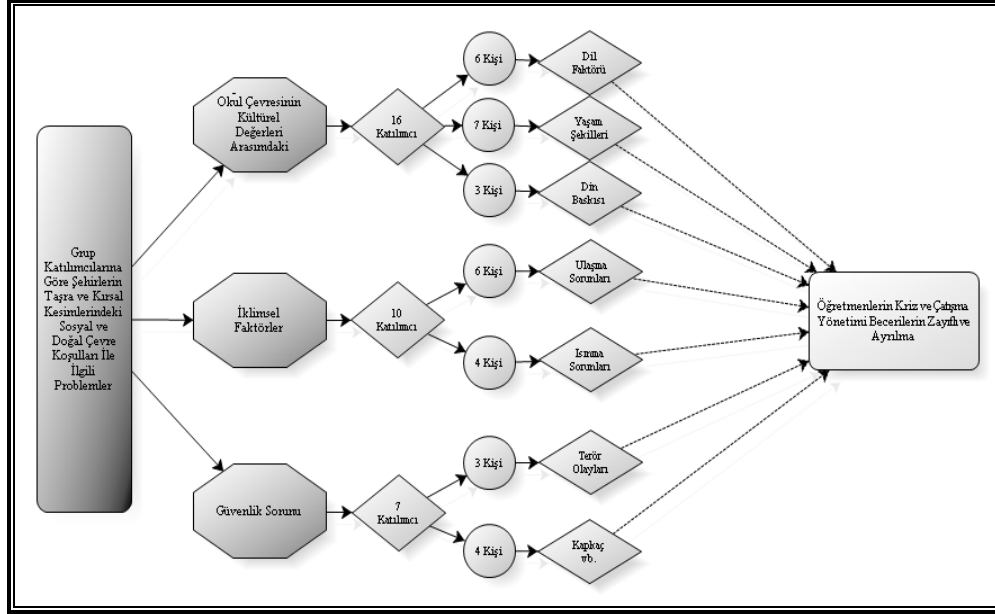 Grup
Katılımcılarına
Göre Şehirlerin
Taşra ve Kırsal
Kesimlerindeki
Sosyal ve
Doğal Çevre
Koşulları İle
İlgili
Problemler
Okul Çevresinin
Kültürel
Değerleri
Arasımdaki
16
Katılımcı
6 Kişi
Dil
Faktörü
7 Kişi
Yaşam
Şekilleri
3 Kişi
Din
Baskısı
İklimsel
Faktörler
10
Katılımcı
6 Kişi
Ulaşma
Sorunları
4 Kişi
Isınma
Sorunları
Güvenlik Sorunu
7
Katılımcı
3 Kişi
Terör
Olayları
4 Kişi
Kapkaç
vb.
Öğretmenlerin Kriz ve Çatışma
Yönetimi Becerilerin Zayıflı ve
Ayrılma